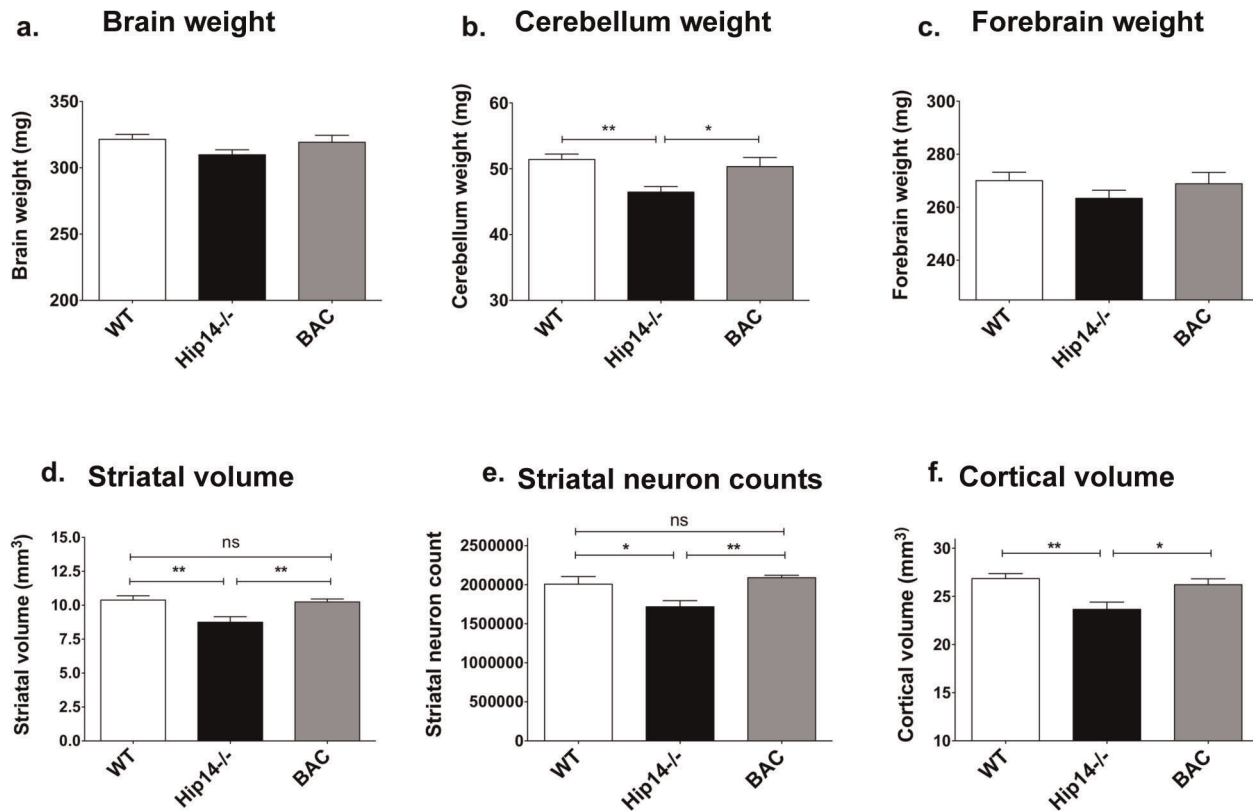 a. Brain weight
Brain weight (mg)
350
300
250
200
WT
Hip14-/-
BAC
b. Cerebellum weight
Cerebellum weight (mg)
60
50
40
30
**
*
WT
Hip14-/-
BAC
c. Forebrain weight
Forebrain weight (mg)
300
280
260
240
WT
Hip14-/-
BAC
d. Striatal volume
Striatal volume (mm³)
15.0
12.5
10.0
7.5
5.0
2.5
0.0
ns
**
**
WT
Hip14-/-
BAC
e. Striatal neuron counts
Striatal neuron count
2500000
2000000
1500000
1000000
500000
0
ns
*
**
WT
Hip14-/-
BAC
f. Cortical volume
Cortical volume (mm³)
30
25
20
15
10
**
*
WT
Hip14-/-
BAC